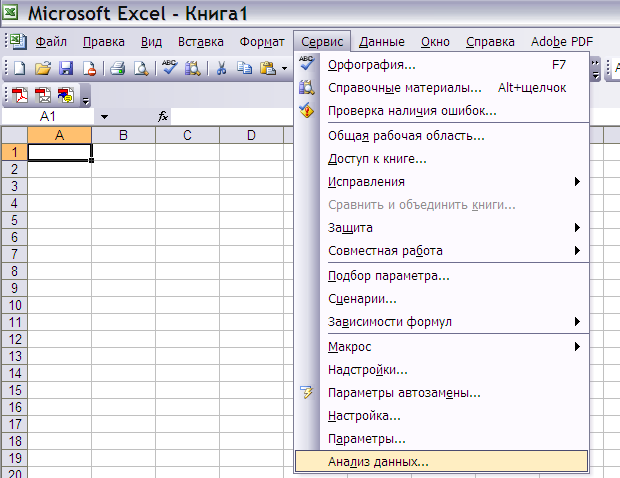 Microsoft Excel - Книга1
Файл Правка Вид Вставка Формат Сервис Данные Окно Справка Adobe PDF
A1 fx
A B C D
1
2
3
4
5
6
7
8
9
10
11
12
13
14
15
16
17
18
19
20
Орфография... F7
Справочные материалы... Alt+щелчок
Проверка наличия ошибок...
Общая рабочая область...
Доступ к книге...
Исправления
Сравнить и объединить книги...
Защита
Совместная работа
Подбор параметра...
Сценарии...
Зависимости формул
Макрос
Надстройки...
Параметры автозамены...
Настройка...
Параметры...
Анализ данных...